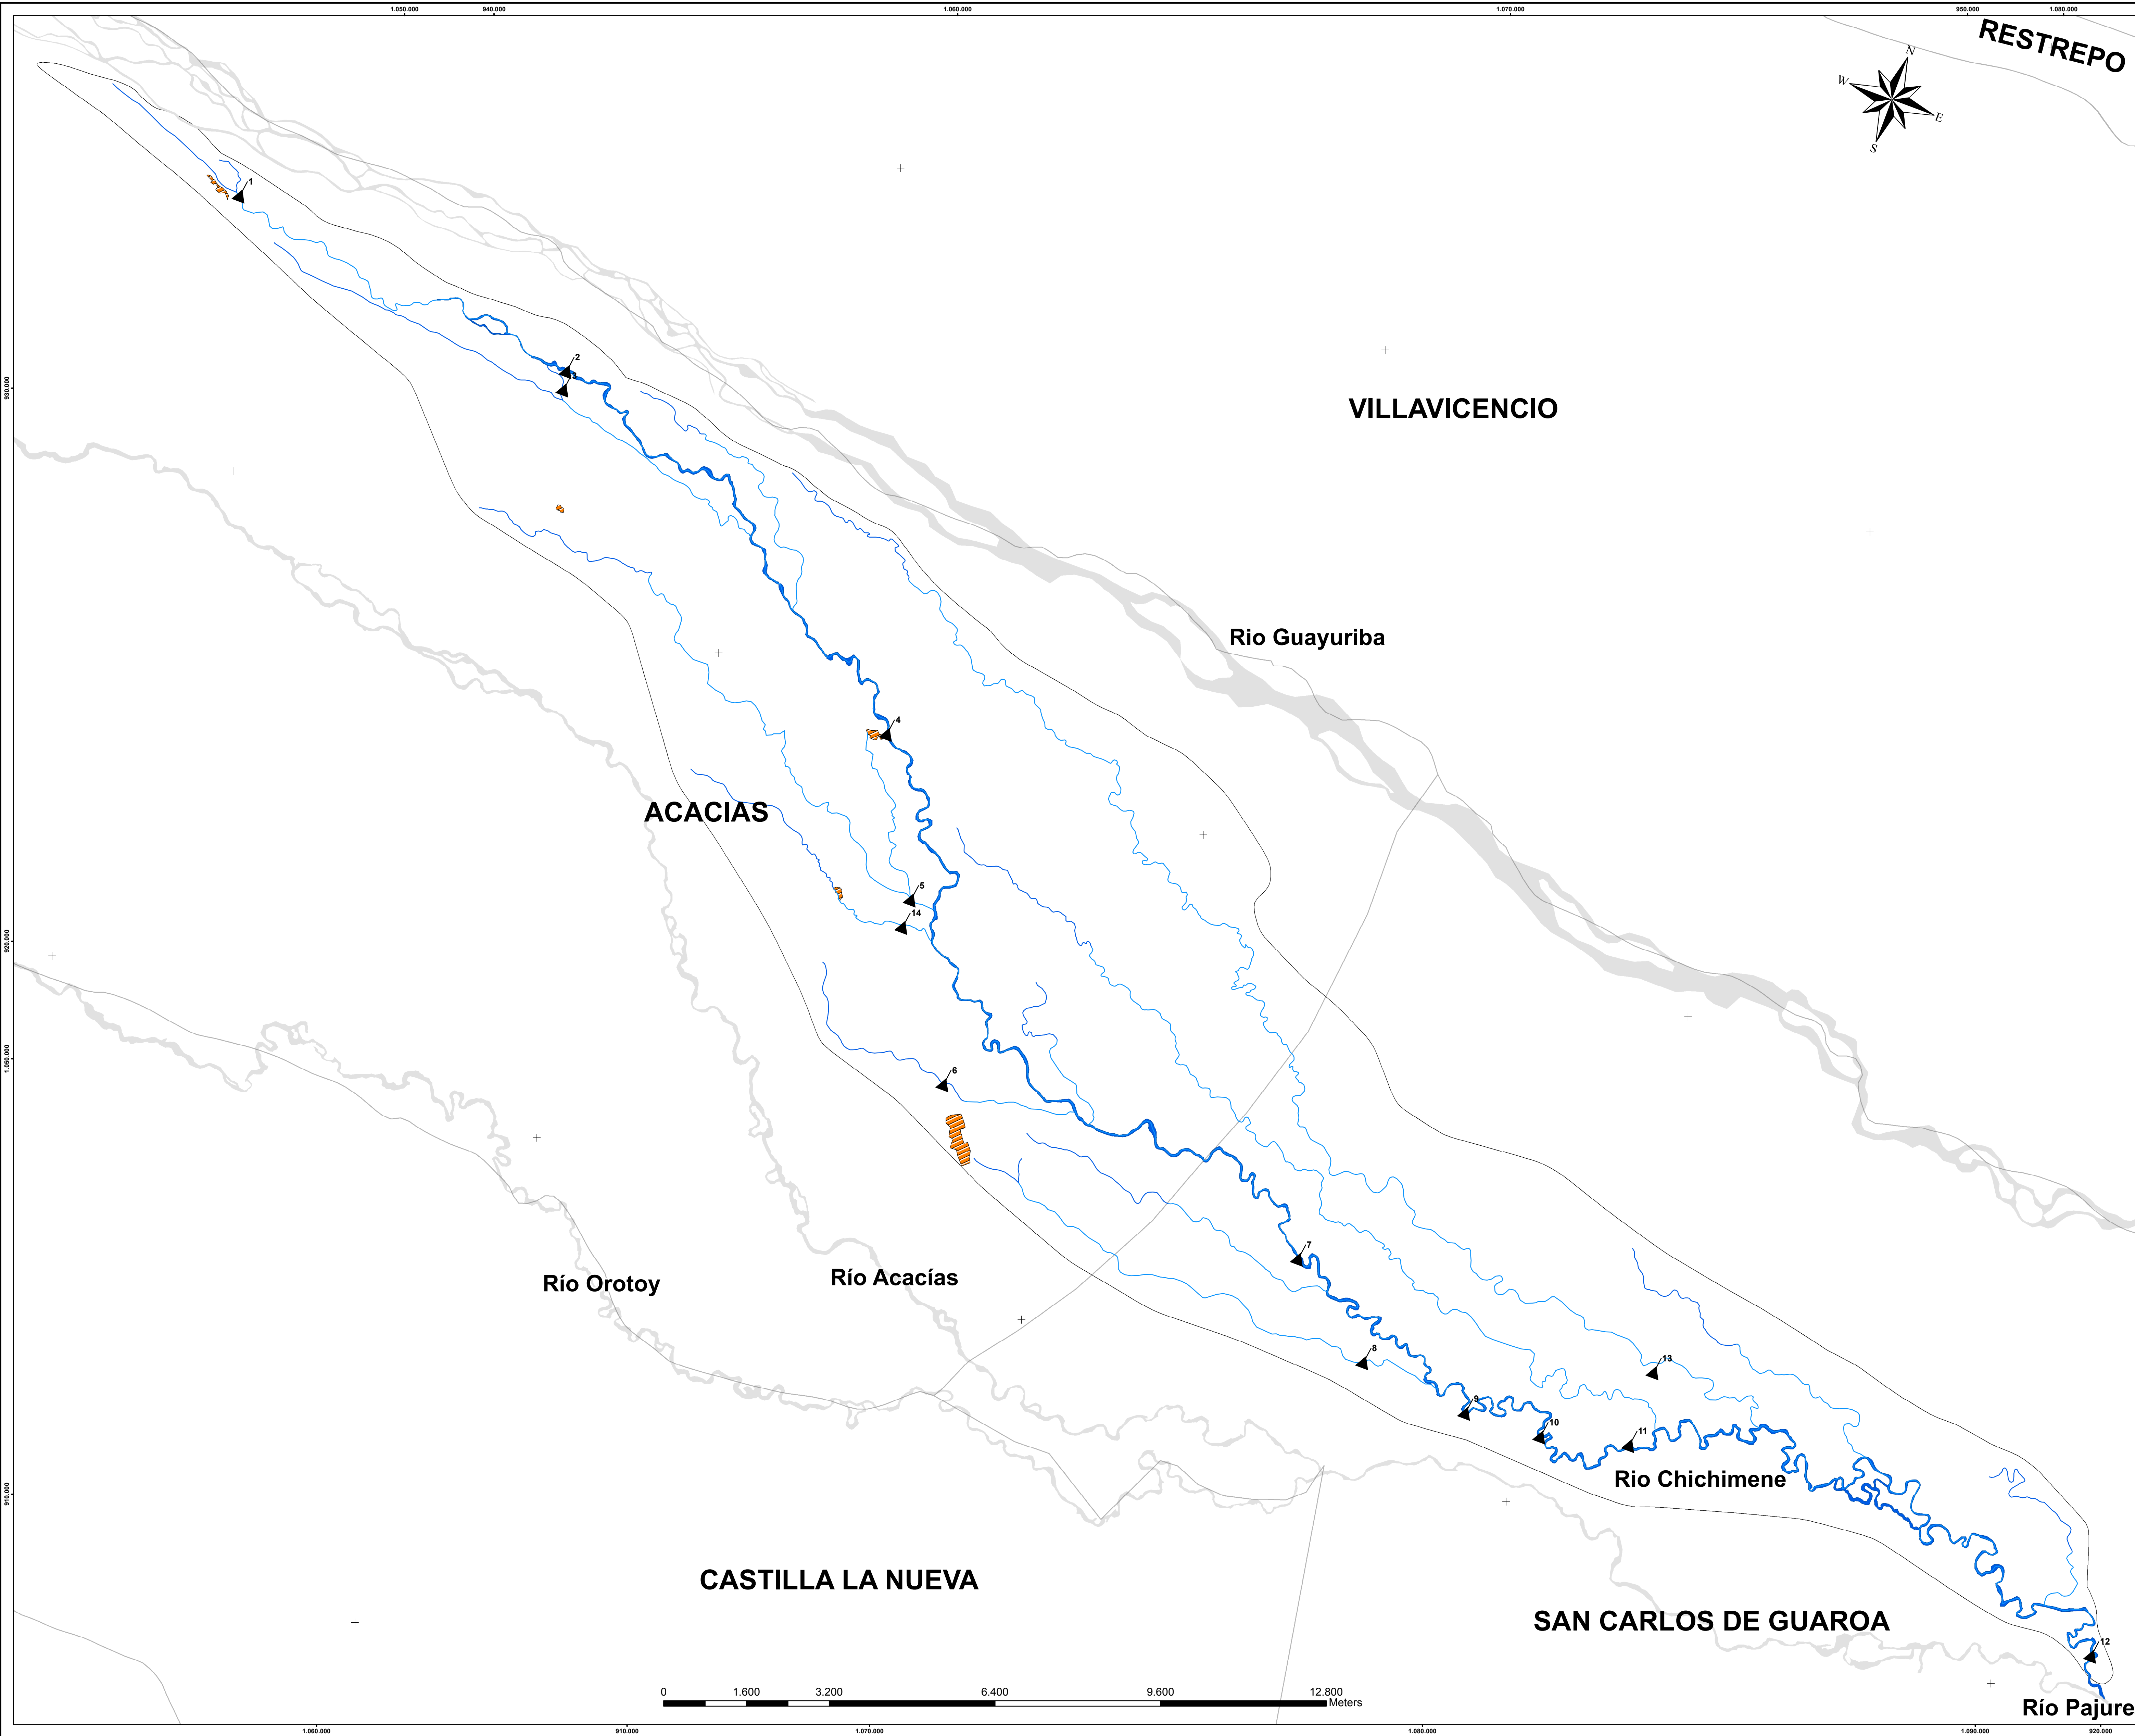 1.050.000 940.000 1.060.000 1.070.000 950.000 1.080.000
RESTREPO
N
W
E
S
1
2
930.000
VILLAVICENCIO
Rio Guayuriba
4
ACACIAS
5
14
920.000
1.050.000
6
7
Río Orotoy
Río Acacías
8
13
9
10
11
Rio Chichimene
910.000
CASTILLA LA NUEVA
SAN CARLOS DE GUAROA
12
0 1.600 3.200 6.400 9.600 12.800
Meters
Río Pajure
1.060.000 910.000 1.070.000 1.080.000 1.090.000 920.000